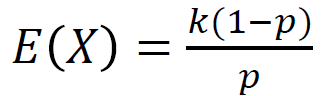 E(X) = k(1−p)/p